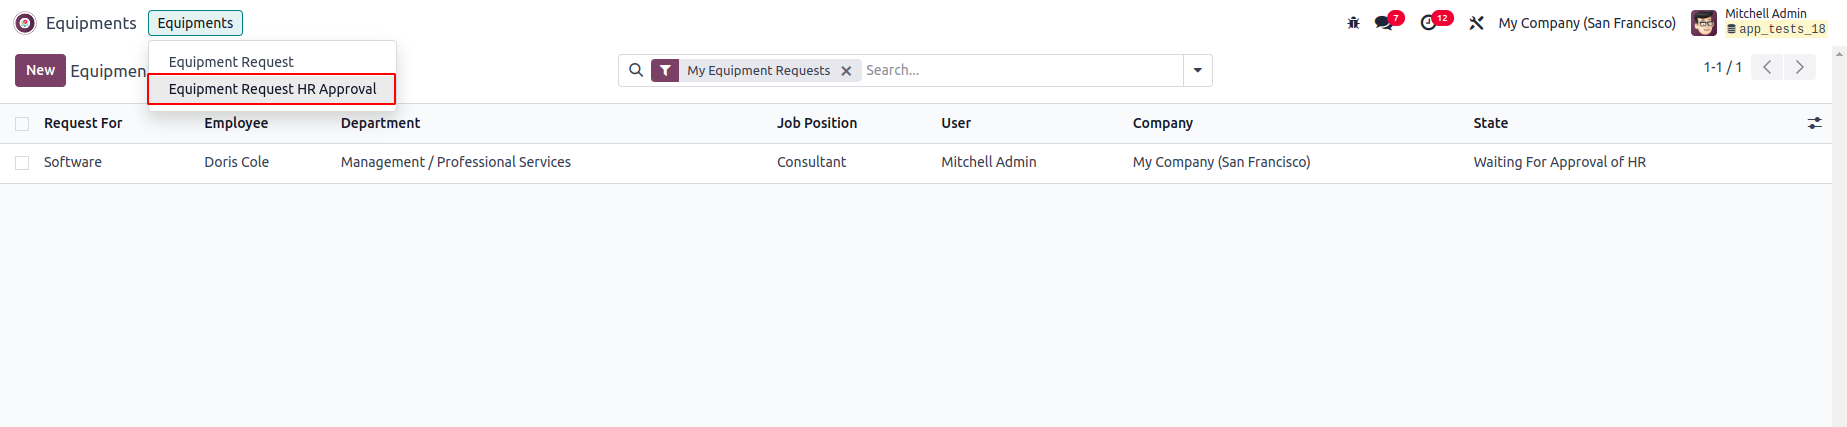 Equipments Equipments 7 12 My Company (San Francisco) Mitchell Admin
app_tests_18
New Equipmen My Equipment Requests Search... 1-1 / 1
Equipment Request
Equipment Request HR Approval
Request For Employee Department Job Position User Company State
Software Doris Cole Management / Professional Services Consultant Mitchell Admin My Company (San Francisco) Waiting For Approval of HR